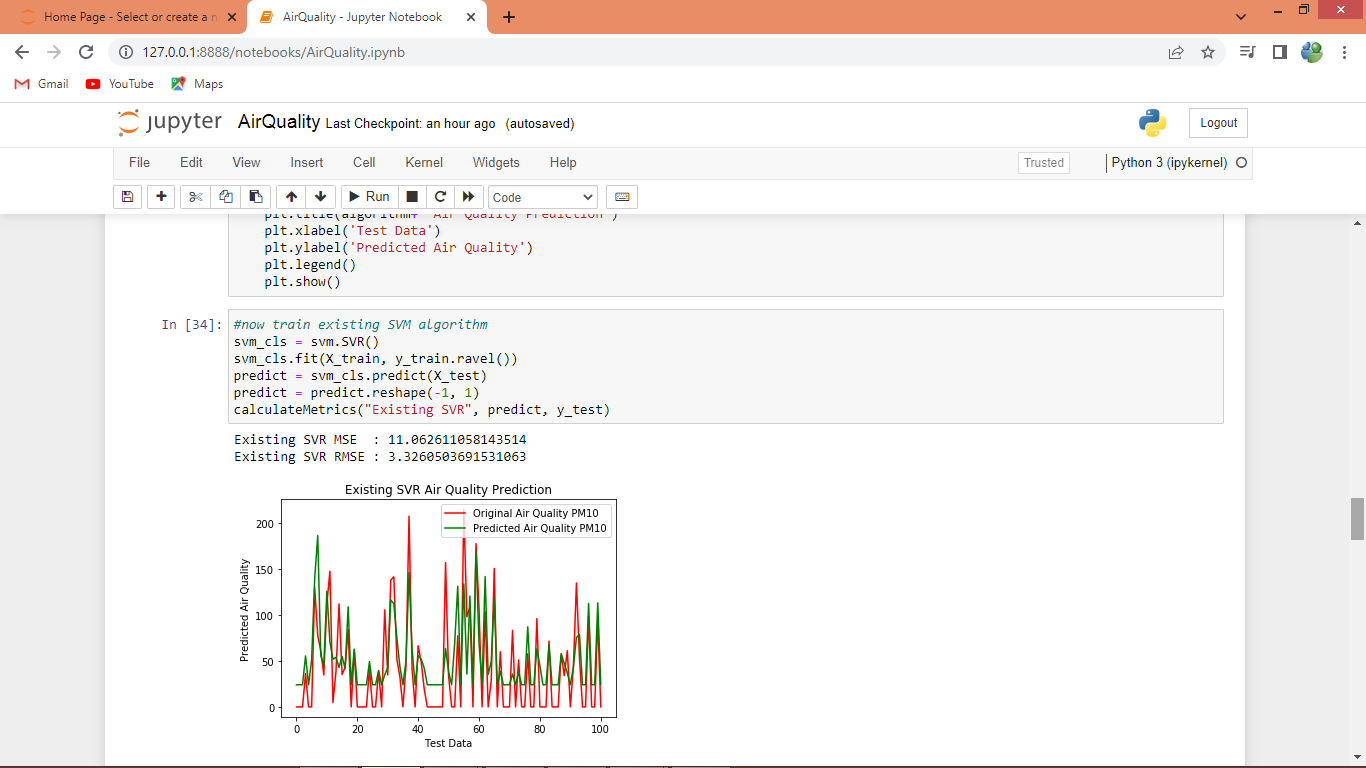 Home Page - Select or create a n
AirQuality - Jupyter Notebook
127.0.0.1:8888/notebooks/AirQuality.ipynb
Gmail YouTube Maps
jupyter AirQuality Last Checkpoint: an hour ago (autosaved)
Logout
File Edit View Insert Cell Kernel Widgets Help
Trusted
Python 3 (ipykernel)
Run
Code
plt.title(algorithm+" Air Quality Prediction")
plt.xlabel('Test Data')
plt.ylabel('Predicted Air Quality')
plt.legend()
plt.show()
In [34]:
#now train existing SVM algorithm
svm_cls = svm.SVR()
svm_cls.fit(X_train, y_train.ravel())
predict = svm_cls.predict(X_test)
predict = predict.reshape(-1, 1)
calculateMetrics("Existing SVR", predict, y_test)
Existing SVR MSE  : 11.062611058143514
Existing SVR RMSE : 3.3260503691531063
Existing SVR Air Quality Prediction
Original Air Quality PM10
Predicted Air Quality PM10
Predicted Air Quality
200
150
100
50
0
0 20 40 60 80 100
Test Data